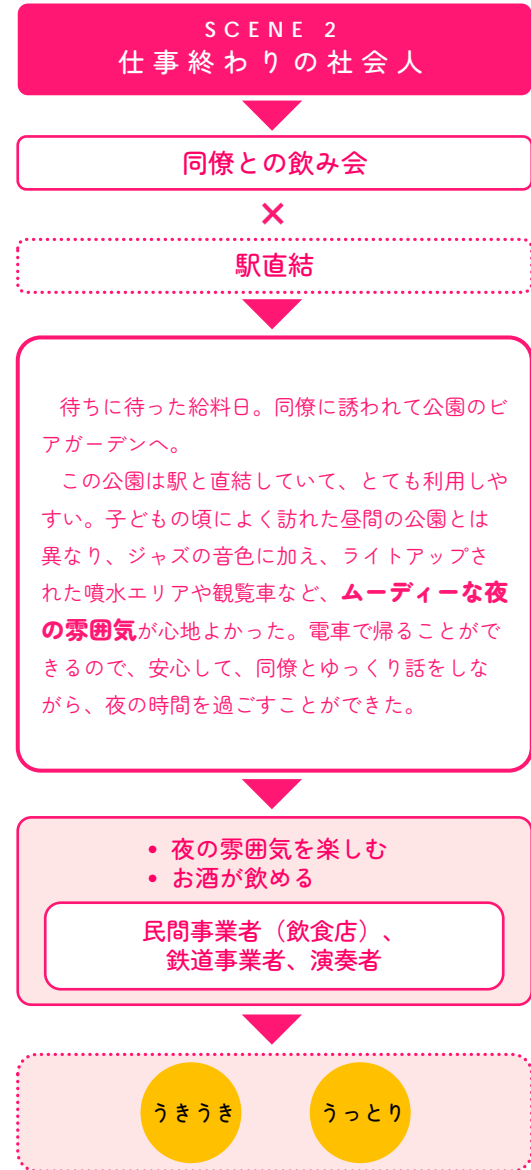 SCENE 2
仕事終わりの社会人
同僚との飲み会
×
駅直結
待ちに待った給料日。同僚に誘われて公園のビ
アガーデンへ。
この公園は駅と直結していて、とても利用しや
すい。子どもの頃によく訪れた昼間の公園とは
異なり、ジャズの音色に加え、ライトアップさ
れた噴水エリアや観覧車など、ムーディーな夜
の雰囲気が心地よかった。電車で帰ることがで
きるので、安心して、同僚とゆっくり話をしな
がら、夜の時間を過ごすことができた。
• 夜の雰囲気を楽しむ
• お酒が飲める
民間事業者（飲食店）、
鉄道事業者、演奏者
うきうき
うっとり